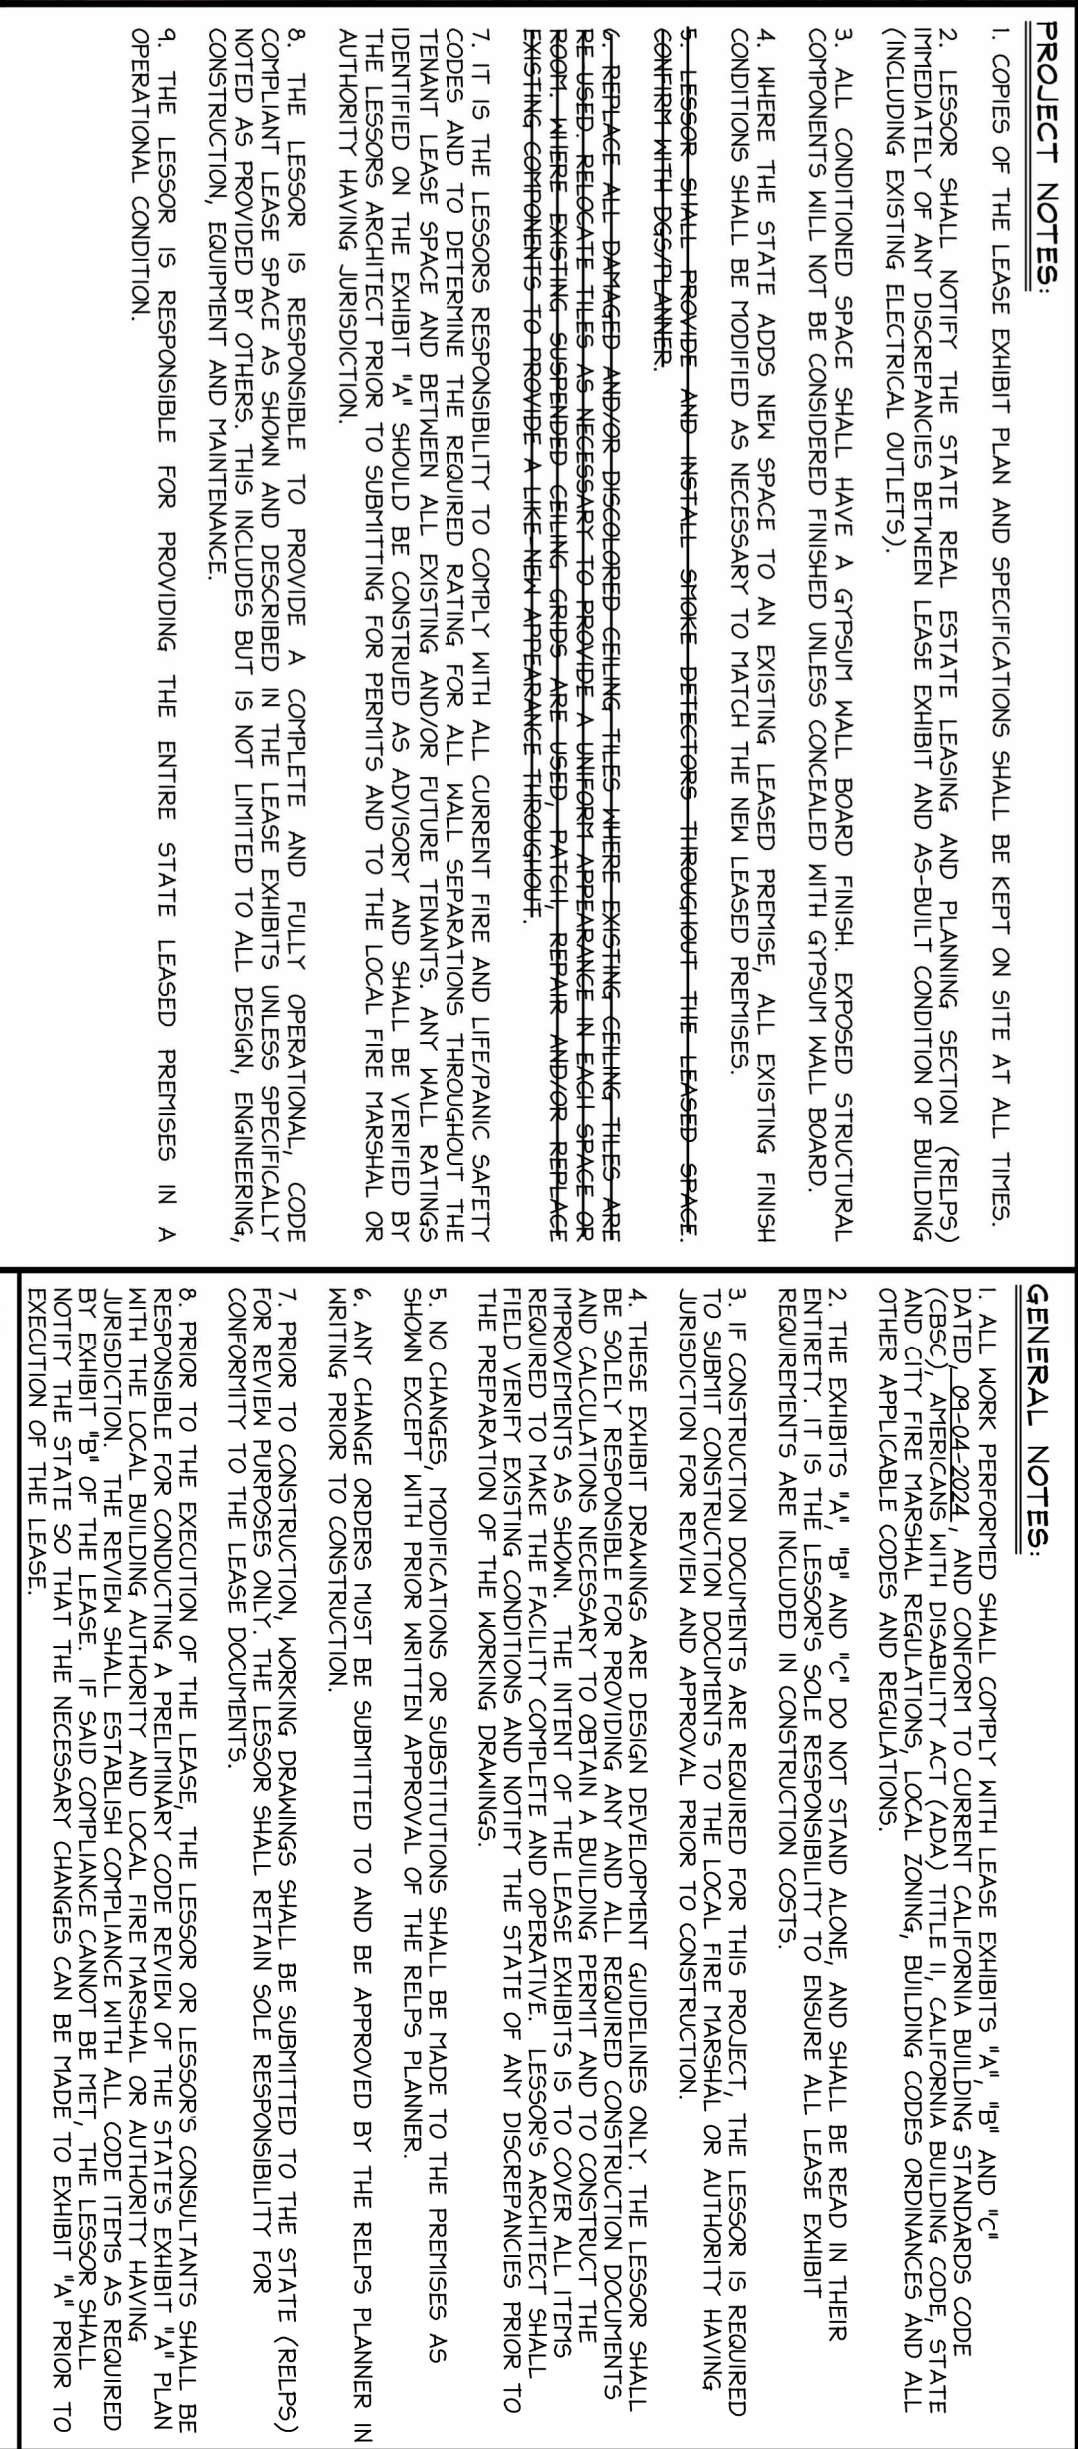 PROJECT NOTES:
1. COPIES OF THE LEASE EXHIBIT PLAN AND SPECIFICATIONS SHALL BE KEPT ON SITE AT ALL TIMES.
2. LESSOR SHALL NOTIFY THE STATE REAL ESTATE LEASING AND PLANNING SECTION (RELPS)
IMMEDIATELY OF ANY DISCREPANCIES BETWEEN LEASE EXHIBIT AND AS-BUILT CONDITION OF BUILDING
(INCLUDING EXISTING ELECTRICAL OUTLETS).
3. ALL CONDITIONED SPACE SHALL HAVE A GYPSUM WALL BOARD FINISH. EXPOSED STRUCTURAL
COMPONENTS WILL NOT BE CONSIDERED FINISHED UNLESS CONCEALED WITH GYPSUM WALL BOARD.
4. WHERE THE STATE ADDS NEW SPACE TO AN EXISTING LEASED PREMISE, ALL EXISTING FINISH
CONDITIONS SHALL BE MODIFIED AS NECESSARY TO MATCH THE NEW LEASED PREMISES.
5. LESSOR SHALL PROVIDE AND INSTALL SMOKE DETECTORS THROUGHOUT THE LEASED SPACE.
CONFIRM WITH DGS/PLANNER.
6. REPLACE ALL DAMAGED AND/OR DISCOLORED CEILING TILES WHERE EXISTING CEILING TILES ARE
RE USED. RELOCATE TILES AS NECESSARY TO PROVIDE A UNIFORM APPEARANCE IN EACH SPACE OR
ROOM. WHERE EXISTING SUSPENDED CEILING GRIDS ARE USED, PATCH, REPAIR AND/OR REPLACE
EXISTING COMPONENTS TO PROVIDE A LIKE-NEW APPEARANCE THROUGHOUT.
7. IT IS THE LESSORS RESPONSIBILITY TO COMPLY WITH ALL CURRENT FIRE AND LIFE/PANIC SAFETY
CODES AND TO DETERMINE THE REQUIRED RATING FOR ALL WALL SEPARATIONS THROUGHOUT THE
TENANT LEASE SPACE AND BETWEEN ALL EXISTING AND/OR FUTURE TENANTS. ANY WALL RATINGS
IDENTIFIED ON THE EXHIBIT "A" SHOULD BE CONSTRUED AS ADVISORY AND SHALL BE VERIFIED BY
THE LESSORS ARCHITECT PRIOR TO SUBMITTING FOR PERMITS AND TO THE LOCAL FIRE MARSHAL OR
AUTHORITY HAVING JURISDICTION.
8. THE LESSOR IS RESPONSIBLE TO PROVIDE A COMPLETE AND FULLY OPERATIONAL, CODE
COMPLIANT LEASE SPACE AS SHOWN AND DESCRIBED IN THE LEASE EXHIBITS UNLESS SPECIFICALLY
NOTED AS PROVIDED BY OTHERS. THIS INCLUDES BUT IS NOT LIMITED TO ALL DESIGN, ENGINEERING,
CONSTRUCTION, EQUIPMENT AND MAINTENANCE.
9. THE LESSOR IS RESPONSIBLE FOR PROVIDING THE ENTIRE STATE LEASED PREMISES IN A
OPERATIONAL CONDITION.
GENERAL NOTES:
1. ALL WORK PERFORMED SHALL COMPLY WITH LEASE EXHIBITS "A", "B" AND "C"
DATED, 09-04-2024, AND CONFORM TO CURRENT CALIFORNIA BUILDING STANDARDS CODE
(CBSC), AMERICANS WITH DISABILITY ACT (ADA) TITLE II, CALIFORNIA BUILDING CODE, STATE
AND CITY FIRE MARSHAL REGULATIONS, LOCAL ZONING, BUILDING CODES ORDINANCES AND ALL
OTHER APPLICABLE CODES AND REGULATIONS.
2. THE EXHIBITS "A", "B" AND "C" DO NOT STAND ALONE, AND SHALL BE READ IN THEIR
ENTIRETY. IT IS THE LESSOR'S SOLE RESPONSIBILITY TO ENSURE ALL LEASE EXHIBIT
REQUIREMENTS ARE INCLUDED IN CONSTRUCTION COSTS.
3. IF CONSTRUCTION DOCUMENTS ARE REQUIRED FOR THIS PROJECT, THE LESSOR IS REQUIRED
TO SUBMIT CONSTRUCTION DOCUMENTS TO THE LOCAL FIRE MARSHAL OR AUTHORITY HAVING
JURISDICTION FOR REVIEW AND APPROVAL PRIOR TO CONSTRUCTION.
4. THESE EXHIBIT DRAWINGS ARE DESIGN DEVELOPMENT GUIDELINES ONLY. THE LESSOR SHALL
BE SOLELY RESPONSIBLE FOR PROVIDING ANY AND ALL REQUIRED CONSTRUCTION DOCUMENTS
AND CALCULATIONS NECESSARY TO OBTAIN A BUILDING PERMIT AND TO CONSTRUCT THE
IMPROVEMENTS AS SHOWN. THE INTENT OF THE LEASE EXHIBITS IS TO COVER ALL ITEMS
REQUIRED TO MAKE THE FACILITY COMPLETE AND OPERATIVE. LESSOR'S ARCHITECT SHALL
FIELD VERIFY EXISTING CONDITIONS AND NOTIFY THE STATE OF ANY DISCREPANCIES PRIOR TO
THE PREPARATION OF THE WORKING DRAWINGS.
5. NO CHANGES, MODIFICATIONS OR SUBSTITUTIONS SHALL BE MADE TO THE PREMISES AS
SHOWN EXCEPT WITH PRIOR WRITTEN APPROVAL OF THE RELPS PLANNER.
6. ANY CHANGE ORDERS MUST BE SUBMITTED TO AND BE APPROVED BY THE RELPS PLANNER IN
WRITING PRIOR TO CONSTRUCTION.
7. PRIOR TO CONSTRUCTION, WORKING DRAWINGS SHALL BE SUBMITTED TO THE STATE (RELPS)
FOR REVIEW PURPOSES ONLY. THE LESSOR SHALL RETAIN SOLE RESPONSIBILITY FOR
CONFORMITY TO THE LEASE DOCUMENTS.
8. PRIOR TO THE EXECUTION OF THE LEASE, THE LESSOR OR LESSOR'S CONSULTANTS SHALL BE
RESPONSIBLE FOR CONDUCTING A PRELIMINARY CODE REVIEW OF THE STATE'S EXHIBIT "A" PLAN
WITH THE LOCAL BUILDING AUTHORITY AND LOCAL FIRE MARSHAL OR AUTHORITY HAVING
JURISDICTION. THE REVIEW SHALL ESTABLISH COMPLIANCE WITH ALL CODE ITEMS AS REQUIRED
BY EXHIBIT "B" OF THE LEASE. IF SAID COMPLIANCE CANNOT BE MET, THE LESSOR SHALL
NOTIFY THE STATE SO THAT THE NECESSARY CHANGES CAN BE MADE TO EXHIBIT "A" PRIOR TO
EXECUTION OF THE LEASE.